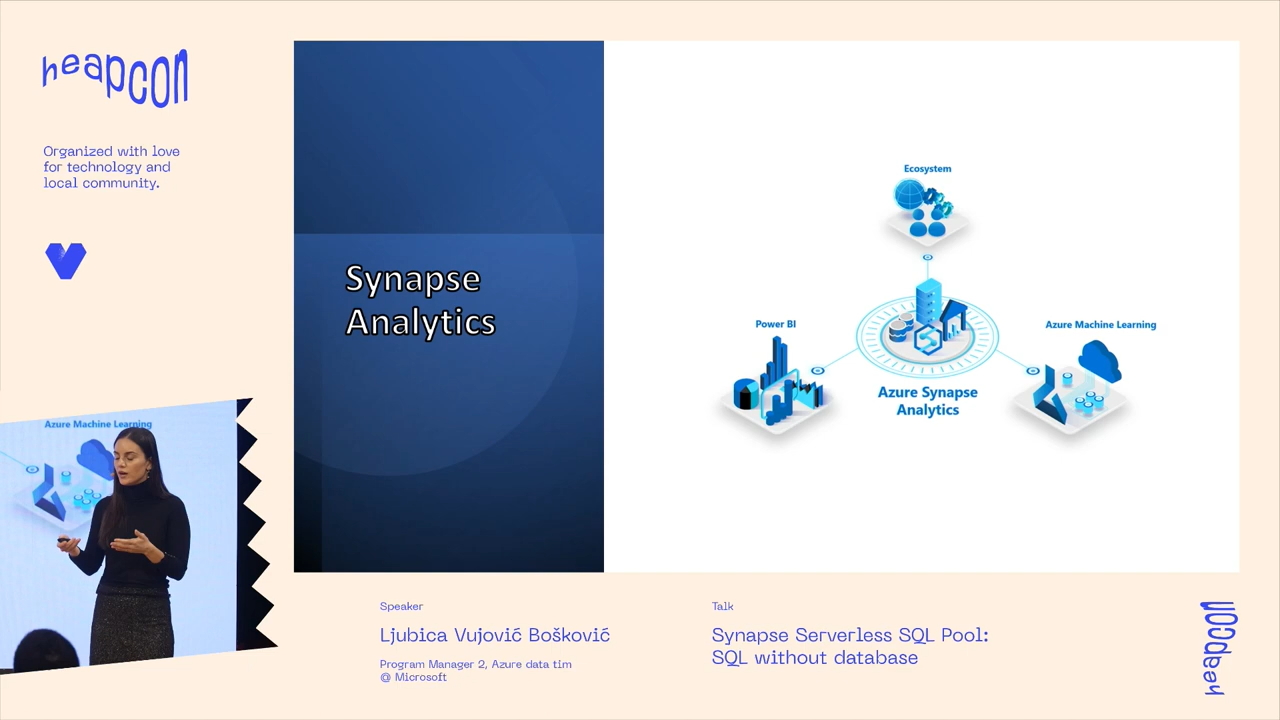 heapcon
Organized with love
for technology and
local community.
Synapse
Analytics
Ecosystem
Power BI
Azure Machine Learning
Azure Synapse
Analytics
Azure Machine Learning
Speaker
Ljubica Vujović Bošković
Program Manager 2, Azure data tim
@ Microsoft
Talk
Synapse Serverless SQL Pool:
SQL without database
heapcon